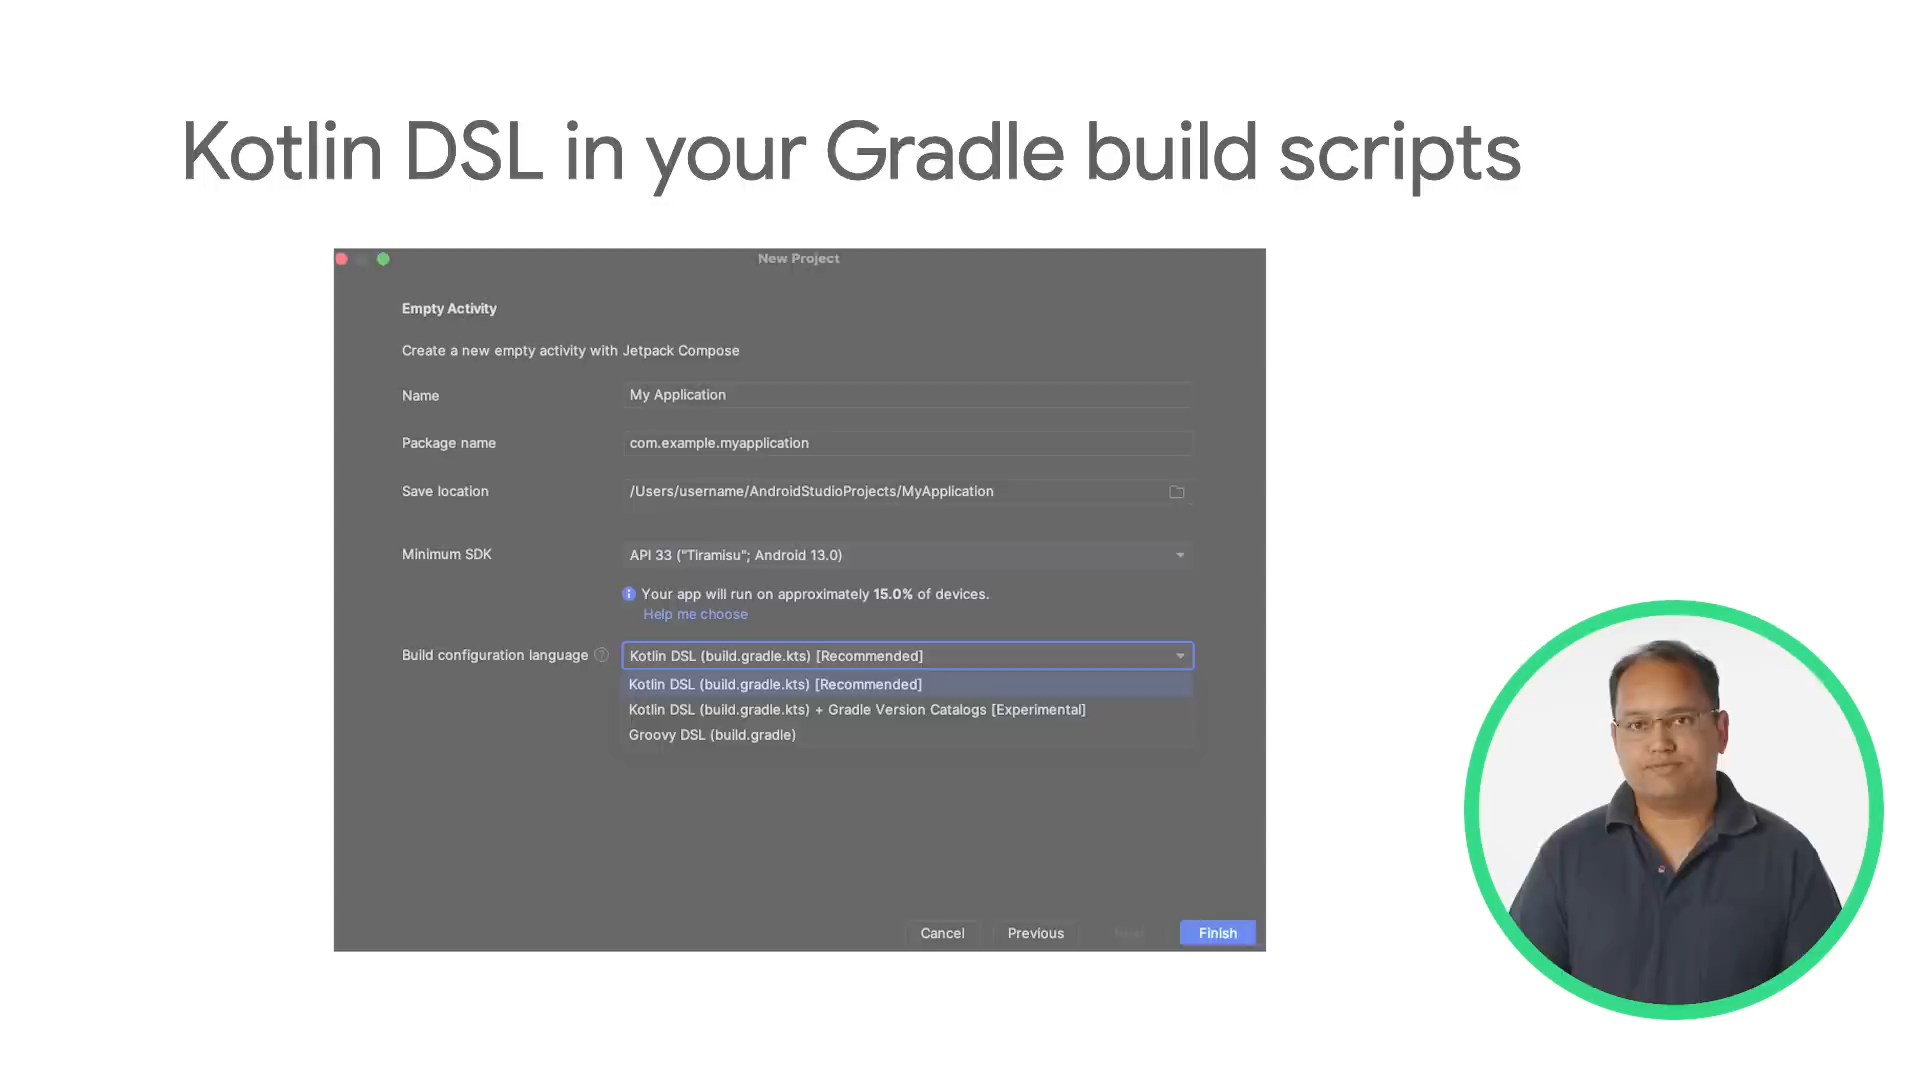 Kotlin DSL in your Gradle build scripts
New Project
Empty Activity
Create a new empty activity with Jetpack Compose
Name
My Application
Package name
com.example.myapplication
Save location
/Users/username/AndroidStudioProjects/MyApplication
Minimum SDK
API 33 ("Tiramisu"; Android 13.0)
Your app will run on approximately 15.0% of devices.
Help me choose
Build configuration language
Kotlin DSL (build.gradle.kts) [Recommended]
Kotlin DSL (build.gradle.kts) [Recommended]
Kotlin DSL (build.gradle.kts) + Gradle Version Catalogs [Experimental]
Groovy DSL (build.gradle)
Cancel
Previous
Next
Finish